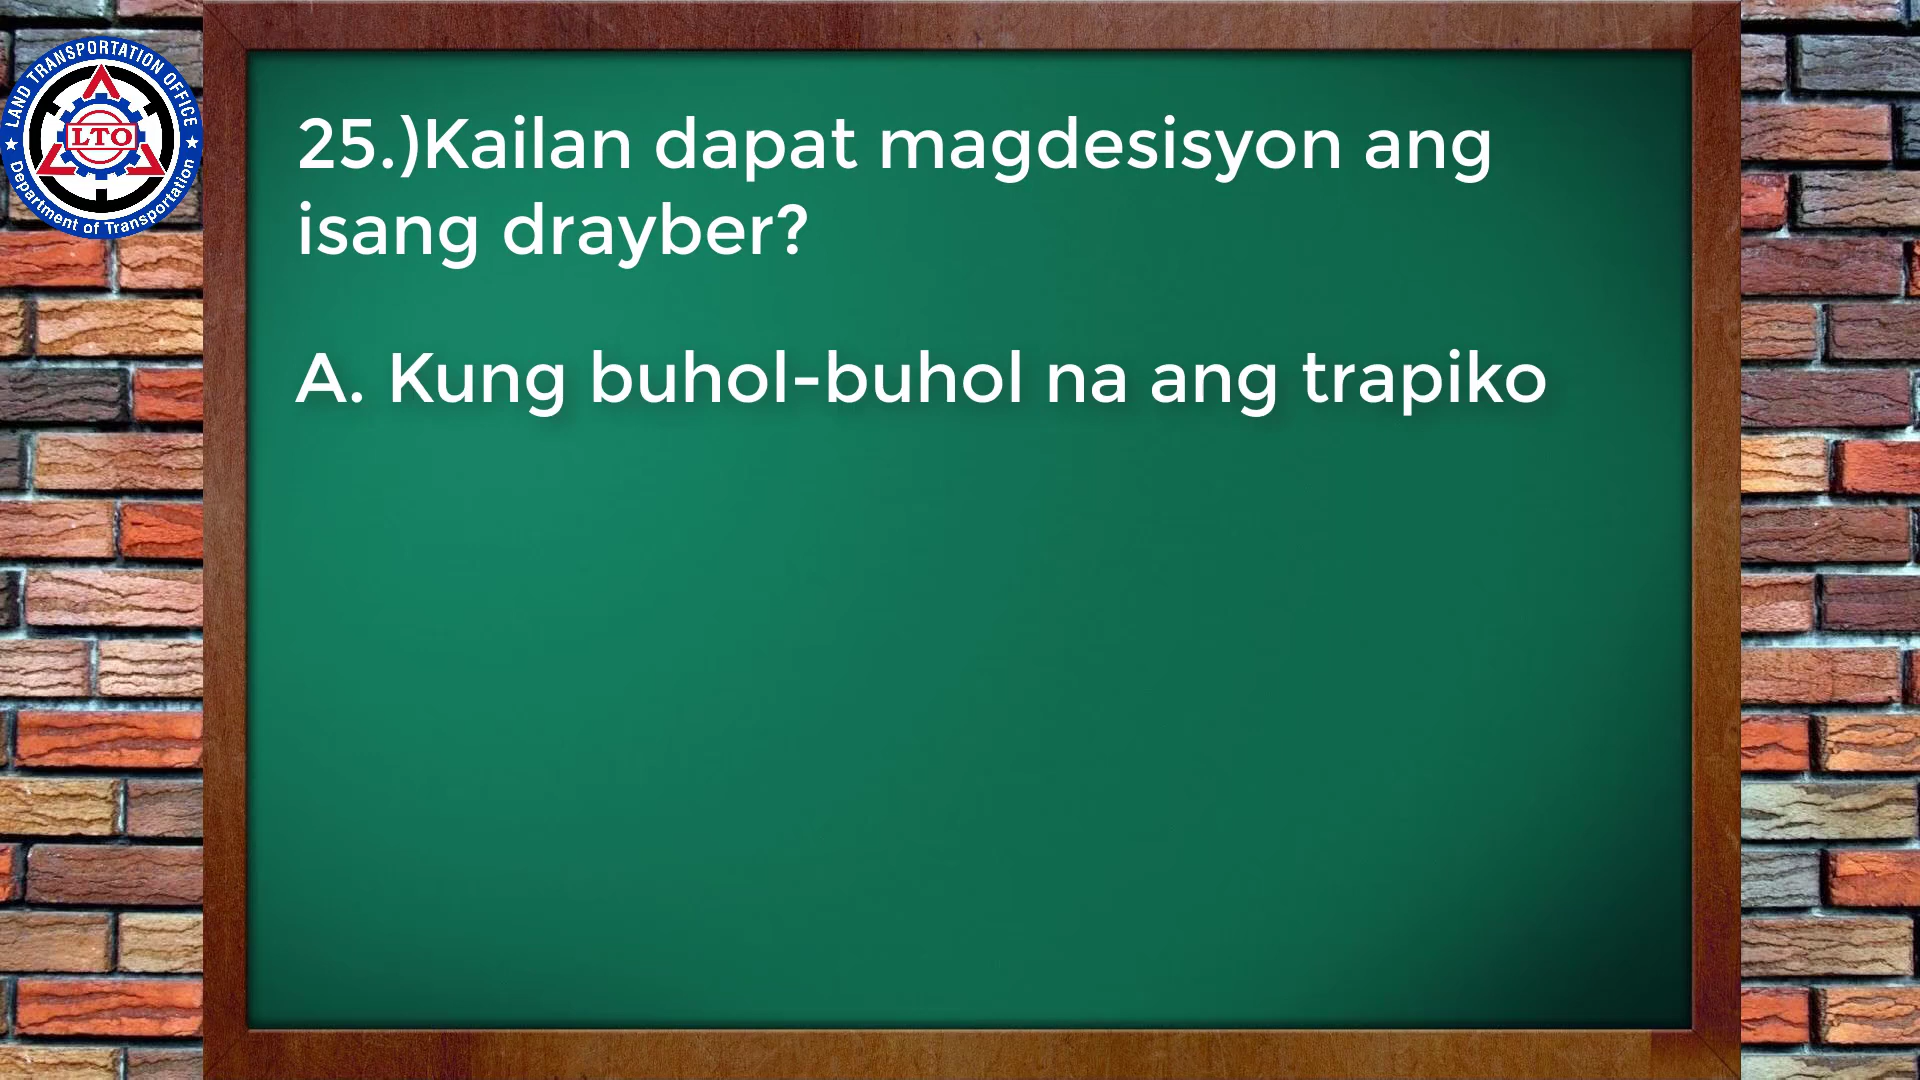 LAND TRANSPORTATION OFFICE
LTO
Department of Transportation
25.)Kailan dapat magdesisyon ang
isang drayber?
A. Kung buhol-buhol na ang trapiko